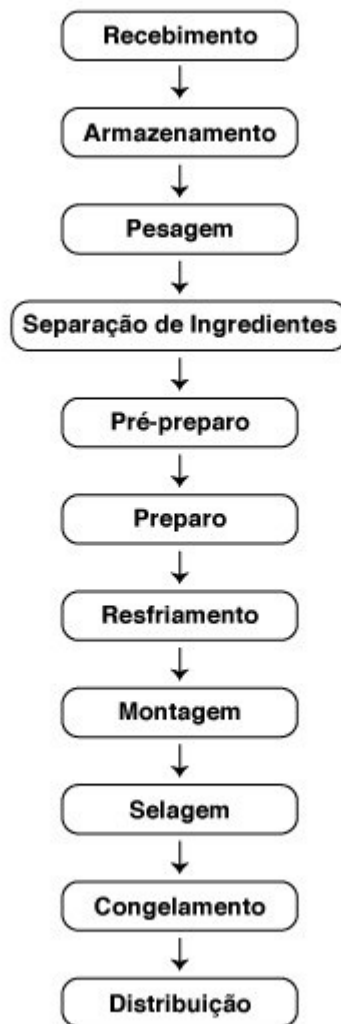 Recebimento
Armazenamento
Pesagem
Separação de Ingredientes
Pré-preparo
Preparo
Resfriamento
Montagem
Selagem
Congelamento
Distribuição